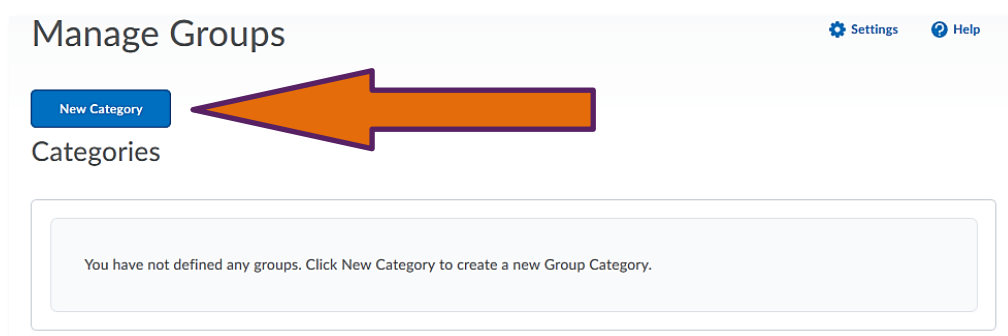 Manage Groups
Settings
Help
New Category
Categories
You have not defined any groups. Click New Category to create a new Group Category.